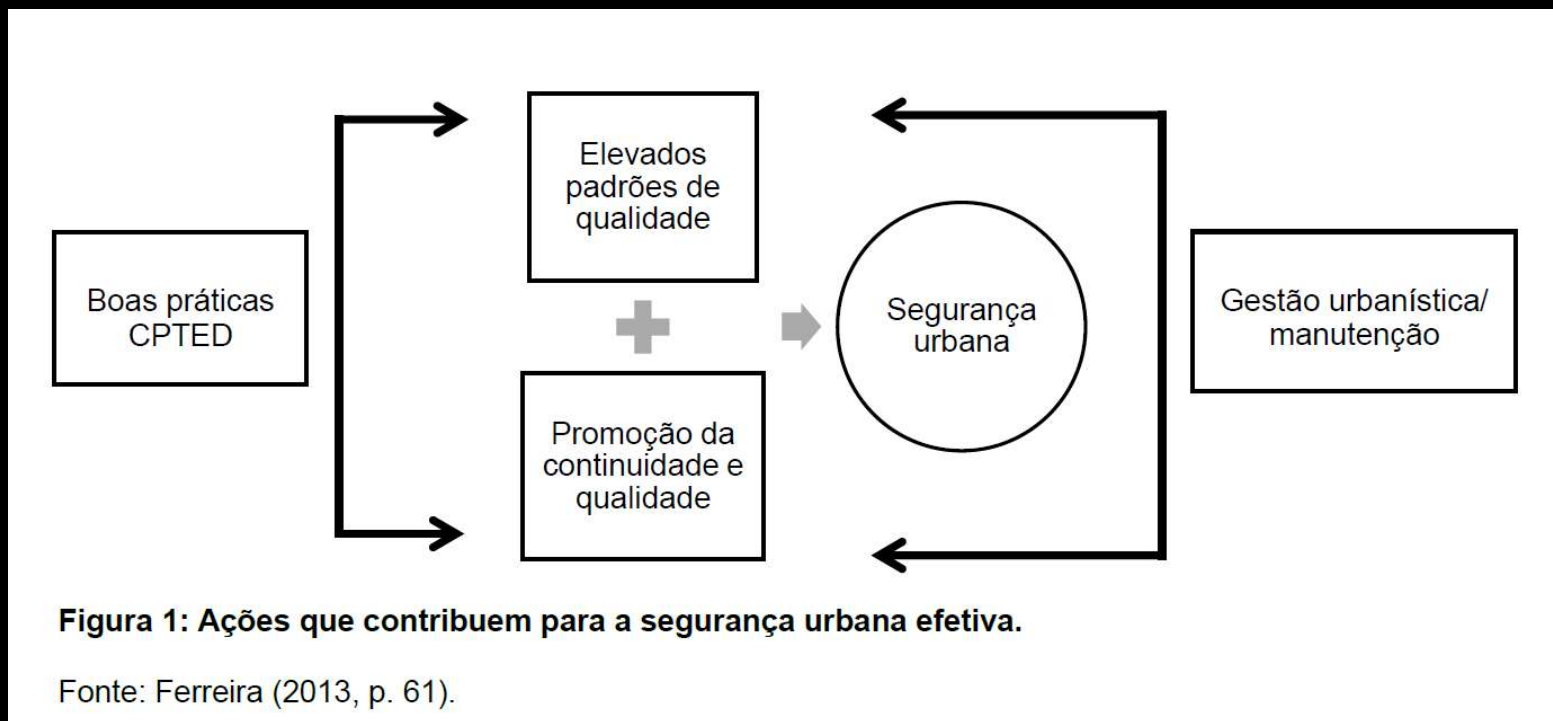 Elevados
padrões de
qualidade
Boas práticas
CPTED
Segurança
urbana
Gestão urbanística/
manutenção
Promoção da
continuidade e
qualidade
Figura 1: Ações que contribuem para a segurança urbana efetiva.
Fonte: Ferreira (2013, p. 61).